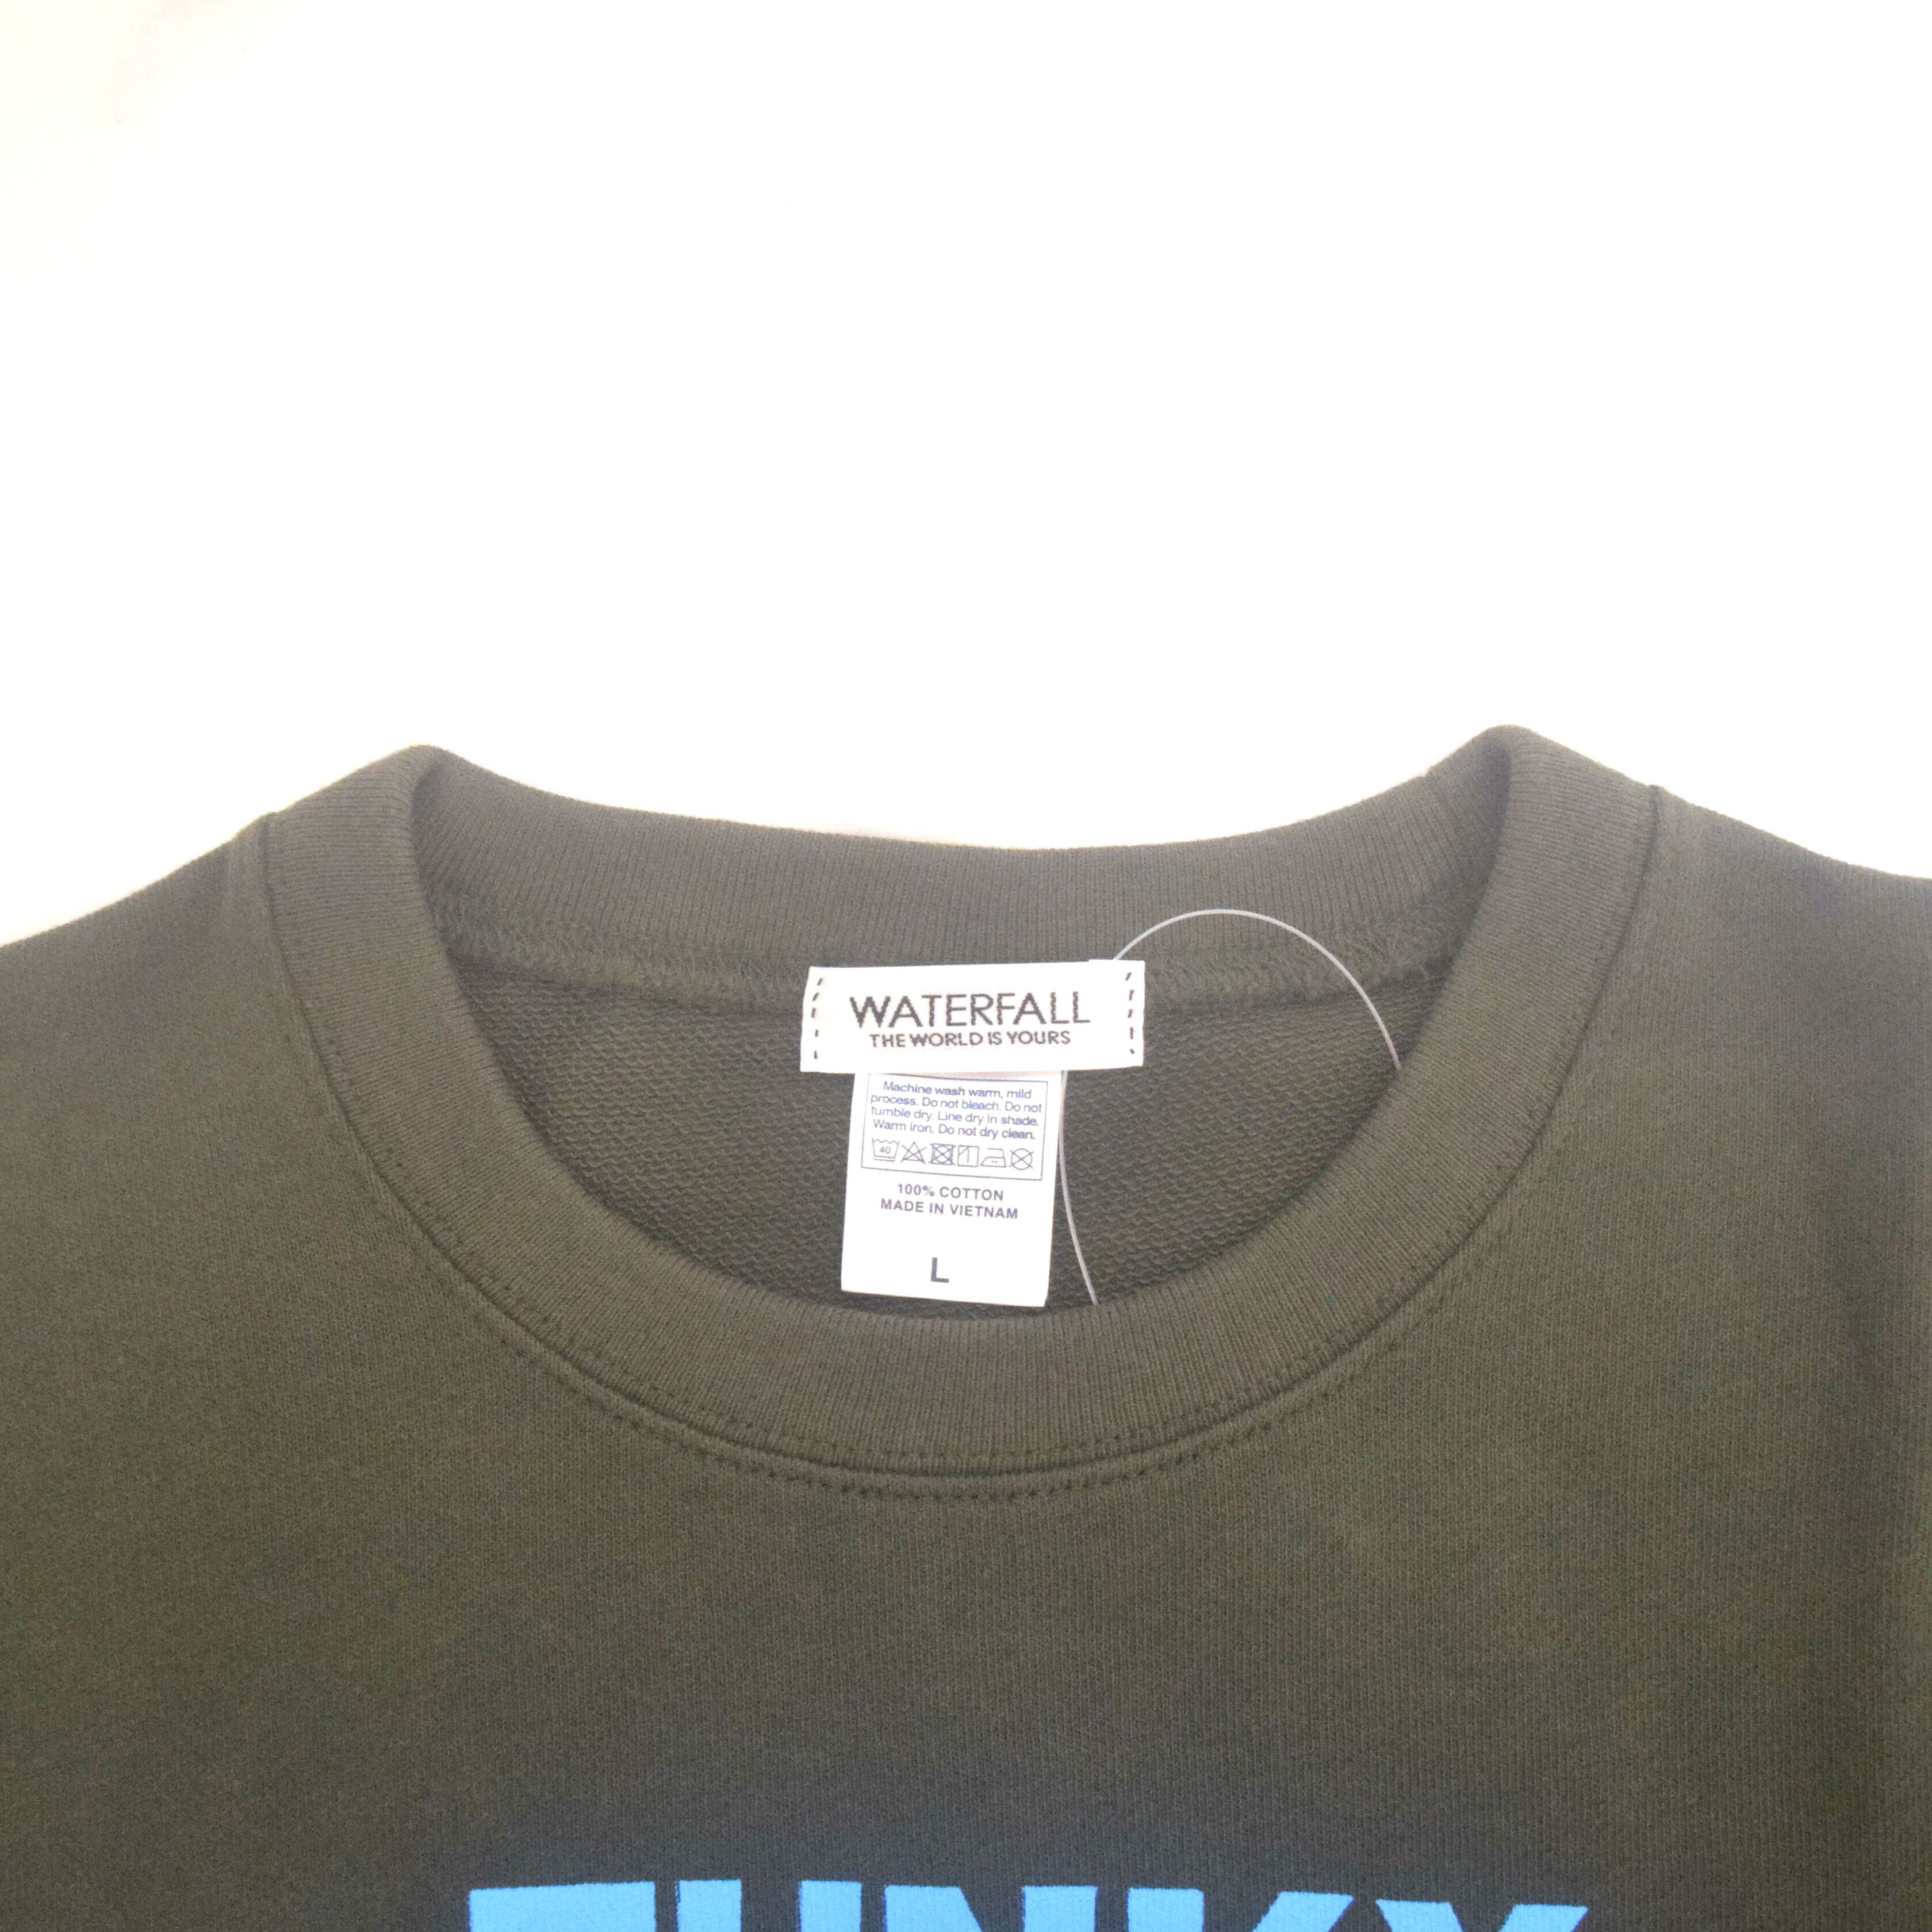 WATERFALL
THE WORLD IS YOURS
Machine wash warm, mild
process. Do not bleach. Do not
tumble dry. Line dry in shade.
Warm iron. Do not dry clean.
40
100% COTTON
MADE IN VIETNAM
L
FUNKY